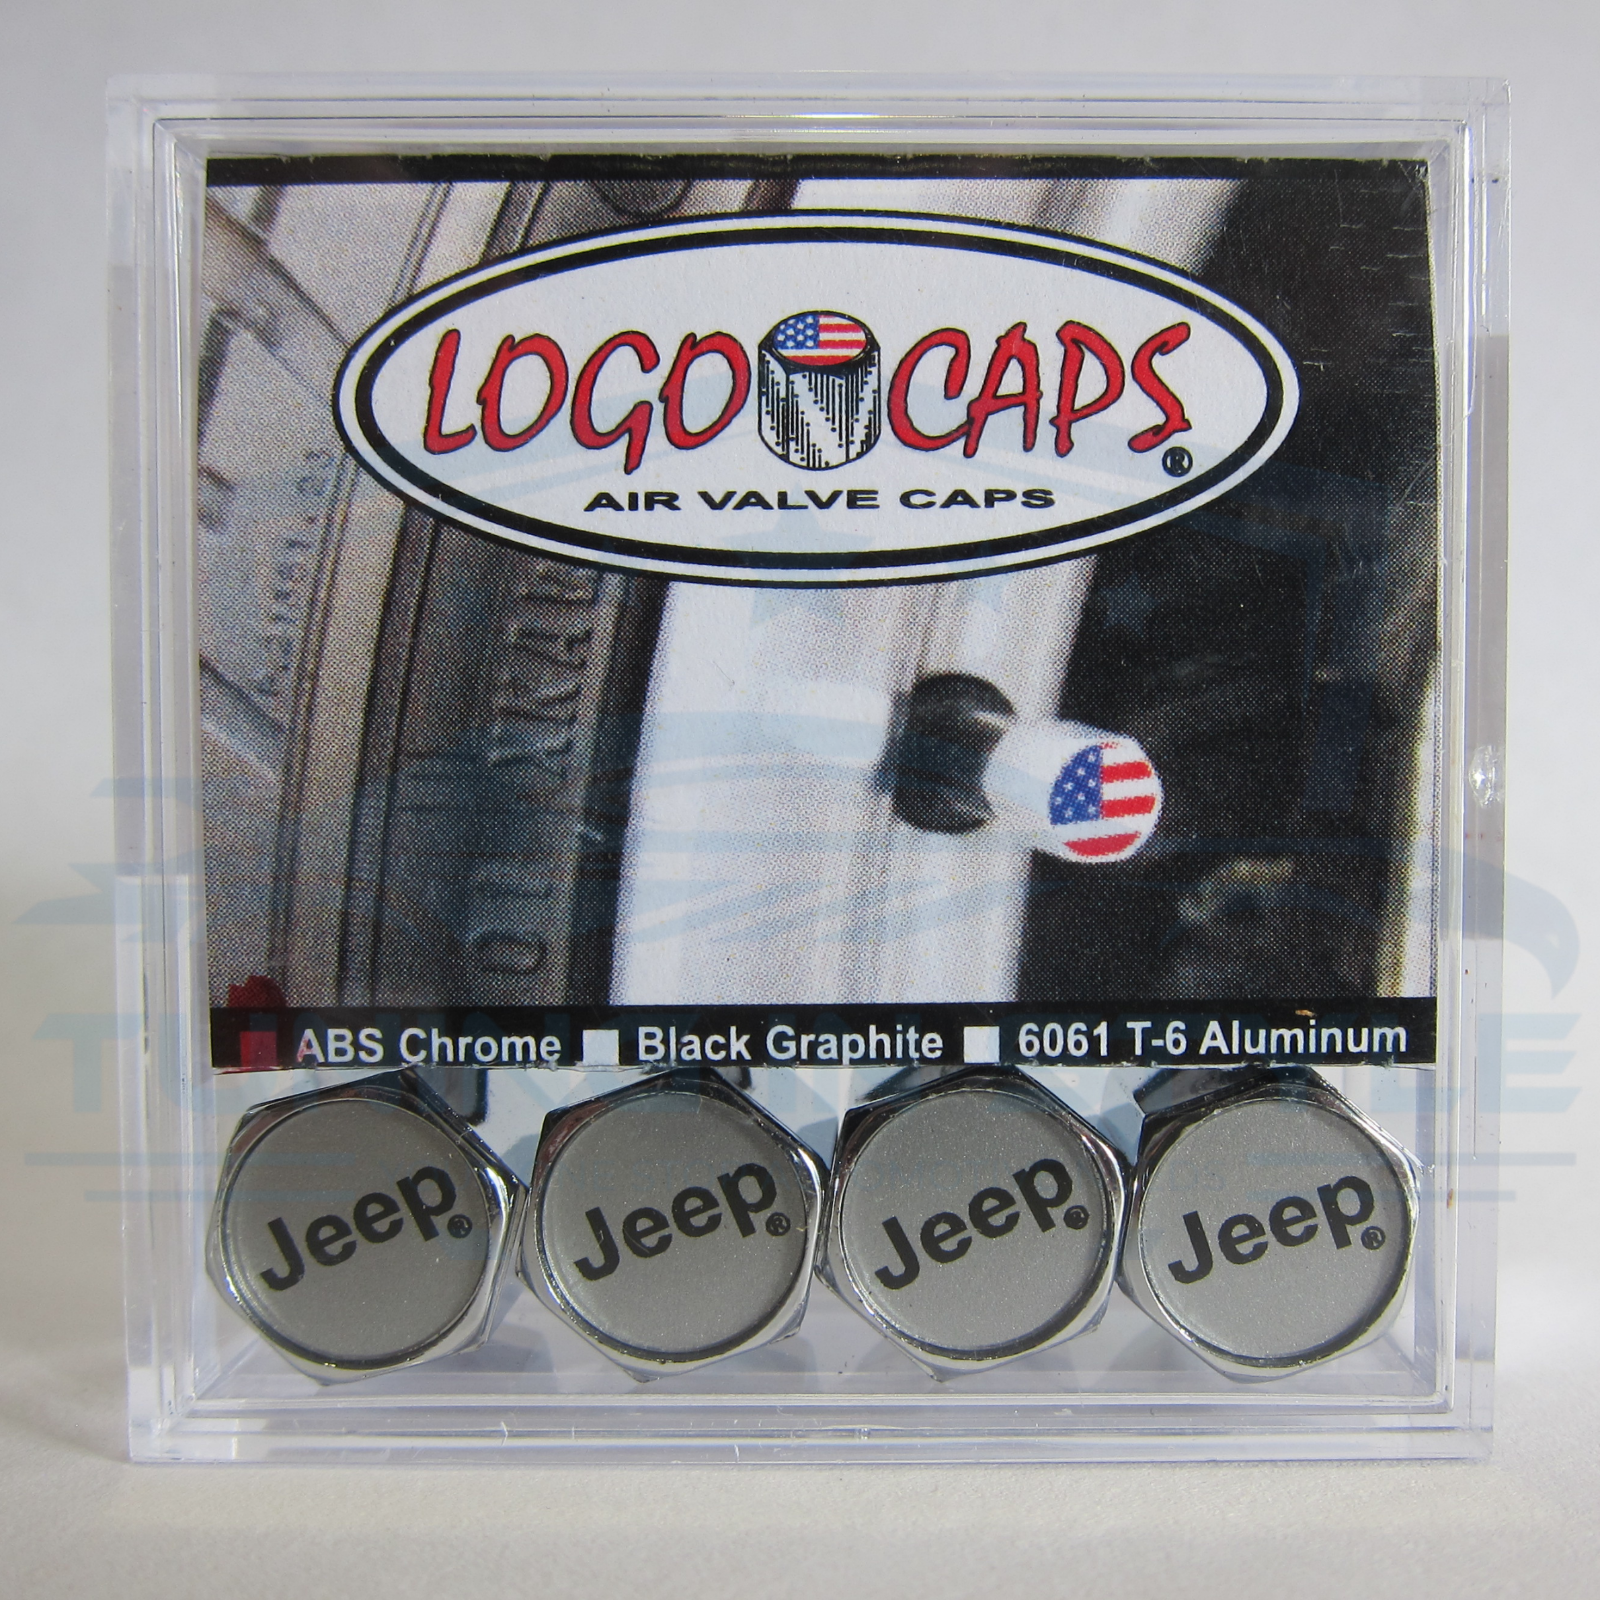 LOGO CAPS®
AIR VALVE CAPS
ABS Chrome Black Graphite 6061 T-6 Aluminum
Jeep® Jeep® Jeep® Jeep®